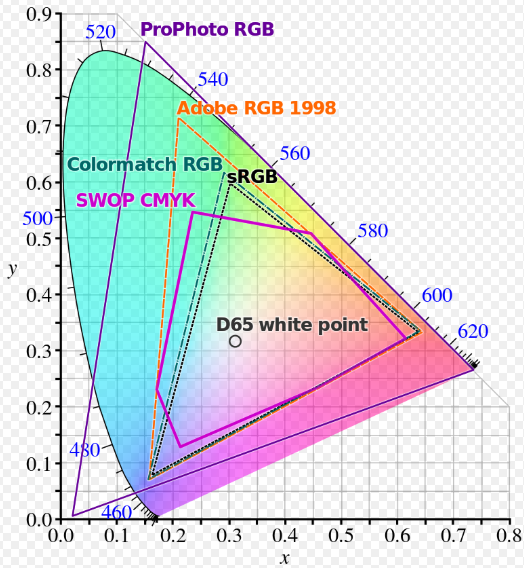 0.9
0.8
0.7
0.6
0.5
0.4
0.3
0.2
0.1
0.0
y
520
ProPhoto RGB
540
Adobe RGB 1998
560
Colormatch RGB
sRGB
SWOP CMYK
500
580
600
D65 white point
620
480
460
0.0 0.1 0.2 0.3 0.4 0.5 0.6 0.7 0.8
x